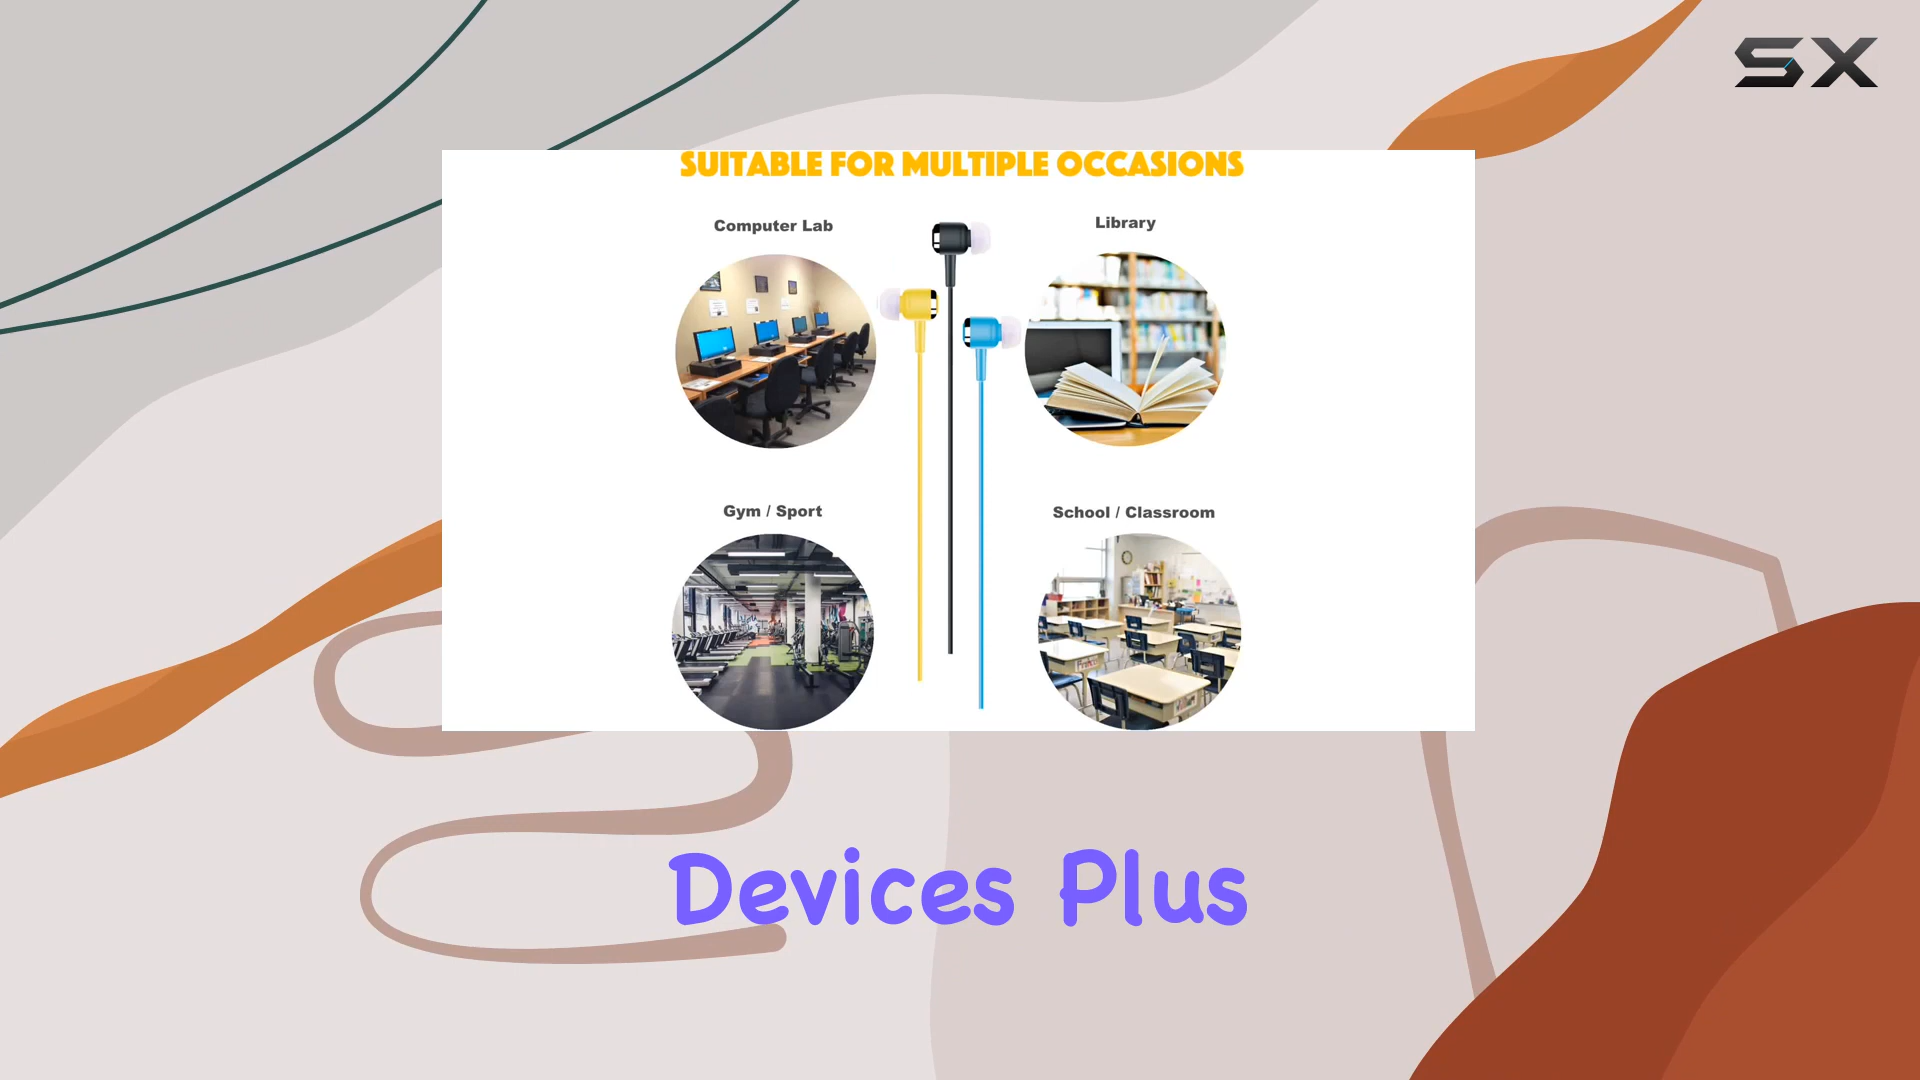 SX
SUITABLE FOR MULTIPLE OCCASIONS
Computer Lab
Library
Gym / Sport
School / Classroom
Devices Plus